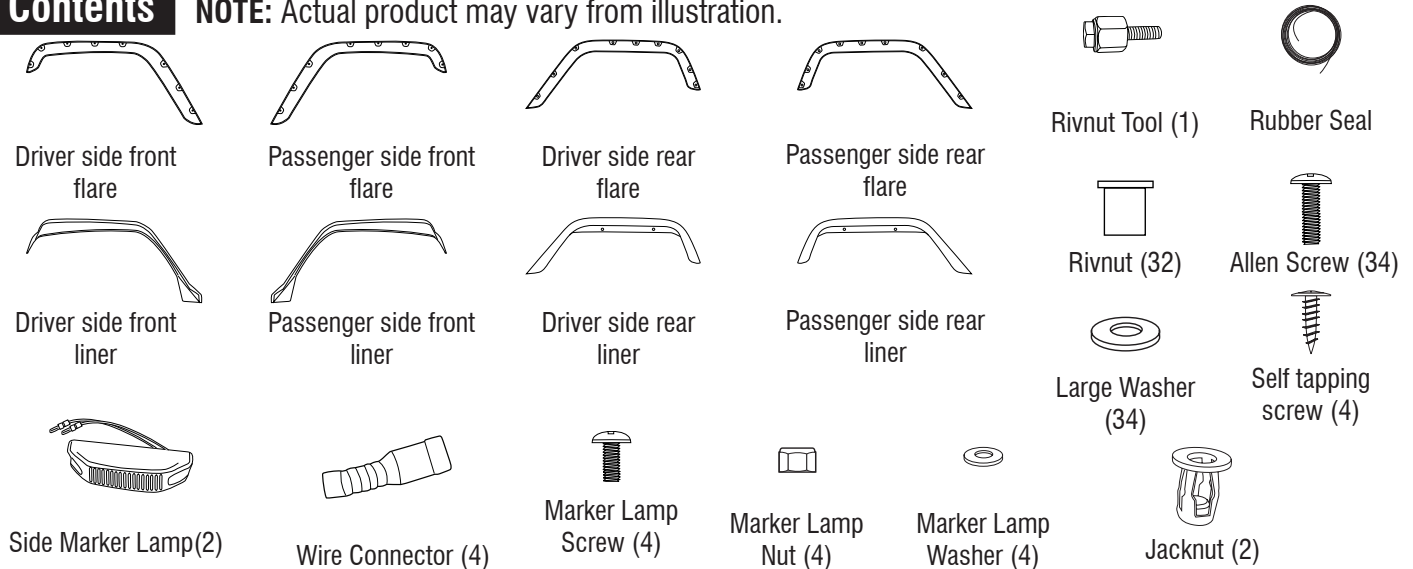 Contents NOTE: Actual product may vary from illustration.
Rivnut Tool (1)
Rubber Seal
Driver side front
flare
Passenger side front
flare
Driver side rear
flare
Passenger side rear
flare
Rivnut (32)
Allen Screw (34)
Driver side front
liner
Passenger side front
liner
Driver side rear
liner
Passenger side rear
liner
Large Washer
(34)
Self tapping
screw (4)
Side Marker Lamp(2)
Wire Connector (4)
Marker Lamp
Screw (4)
Marker Lamp
Nut (4)
Marker Lamp
Washer (4)
Jacknut (2)